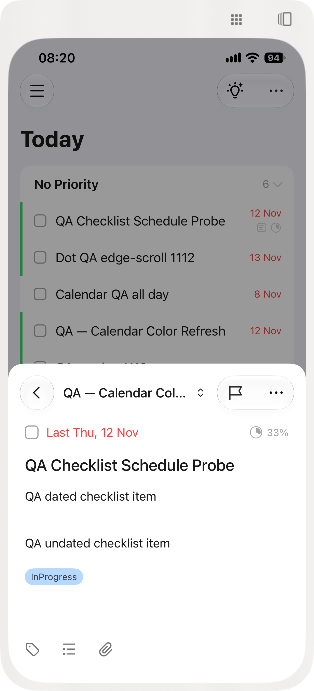 08:20
94
Today
No Priority
6
QA Checklist Schedule Probe
12 Nov
Dot QA edge-scroll 1112
13 Nov
Calendar QA all day
8 Nov
QA — Calendar Color Refresh
12 Nov
QA — Calendar Col...
Last Thu, 12 Nov
33%
QA Checklist Schedule Probe
QA dated checklist item
QA undated checklist item
InProgress